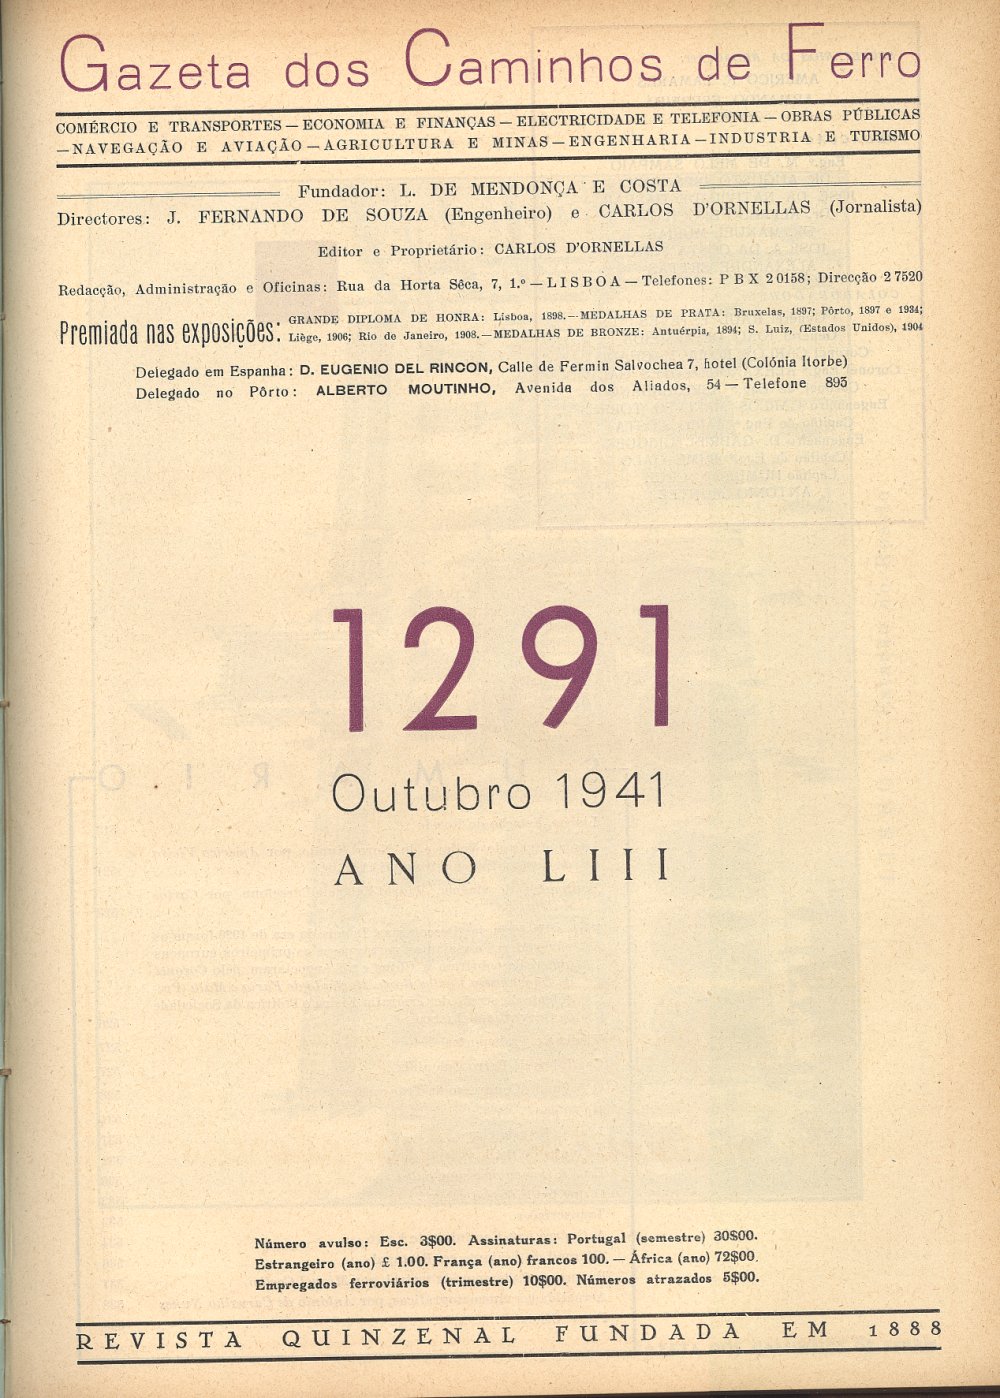 Gazeta dos Caminhos de Ferro
COMÉRCIO E TRANSPORTES — ECONOMIA E FINANÇAS — ELECTRICIDADE E TELEFONIA — OBRAS PÚBLICAS
— NAVEGAÇÃO E AVIAÇÃO — AGRICULTURA E MINAS — ENGENHARIA — INDUSTRIA E TURISMO
Fundador: L. DE MENDONÇA E COSTA
Directores: J. FERNANDO DE SOUZA (Engenheiro) e CARLOS D'ORNELLAS (Jornalista)
Editor e Proprietário: CARLOS D'ORNELLAS
Redacção, Administração e Oficinas: Rua da Horta Sêca, 7, 1.º — LISBOA — Telefones: P B X 2 0158; Direcção 2 7520
Premiada nas exposições: GRANDE DIPLOMA DE HONRA: Lisboa, 1898. — MEDALHAS DE PRATA: Bruxelas, 1897; Pôrto, 1897 e 1934;
Liège, 1906; Rio de Janeiro, 1908. — MEDALHAS DE BRONZE: Antuérpia, 1894; S. Luiz, (Estados Unidos), 1904
Delegado em Espanha: D. EUGENIO DEL RINCON, Calle de Fermin Salvochea 7, hotel (Colónia Itorbe)
Delegado no Pôrto: ALBERTO MOUTINHO, Avenida dos Aliados, 54 — Telefone 893
1291
Outubro 1941
ANO LIII
Número avulso: Esc. 3$00. Assinaturas: Portugal (semestre) 30$00.
Estrangeiro (ano) £ 1.00. França (ano) francos 100. — África (ano) 72$00.
Empregados ferroviários (trimestre) 10$00. Números atrazados 5$00.
REVISTA QUINZENAL FUNDADA EM 1888